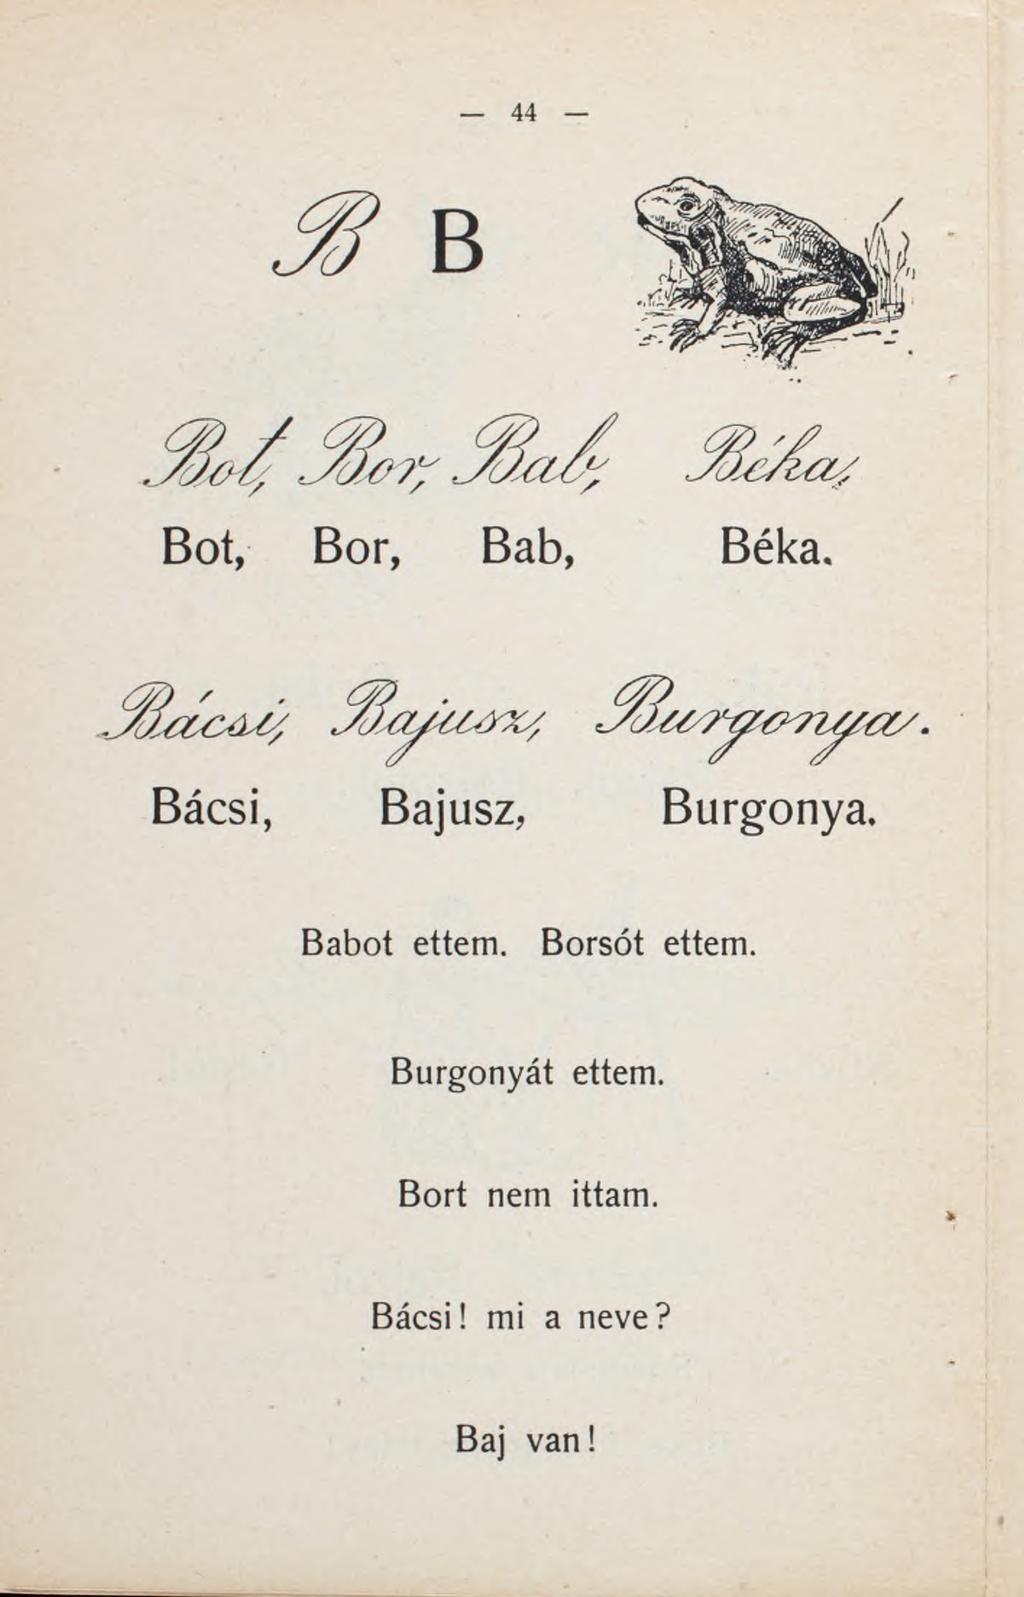 — 44 —
B B
Bot, Bor, Bab, Béka,
Bot, Bor, Bab, Béka.
Bácsi, Bajusz, Burgonya.
Bácsi, Bajusz, Burgonya.
Babot ettem. Borsót ettem.
Burgonyát ettem.
Bort nem ittam.
Bácsi! mi a neve?
Baj van!